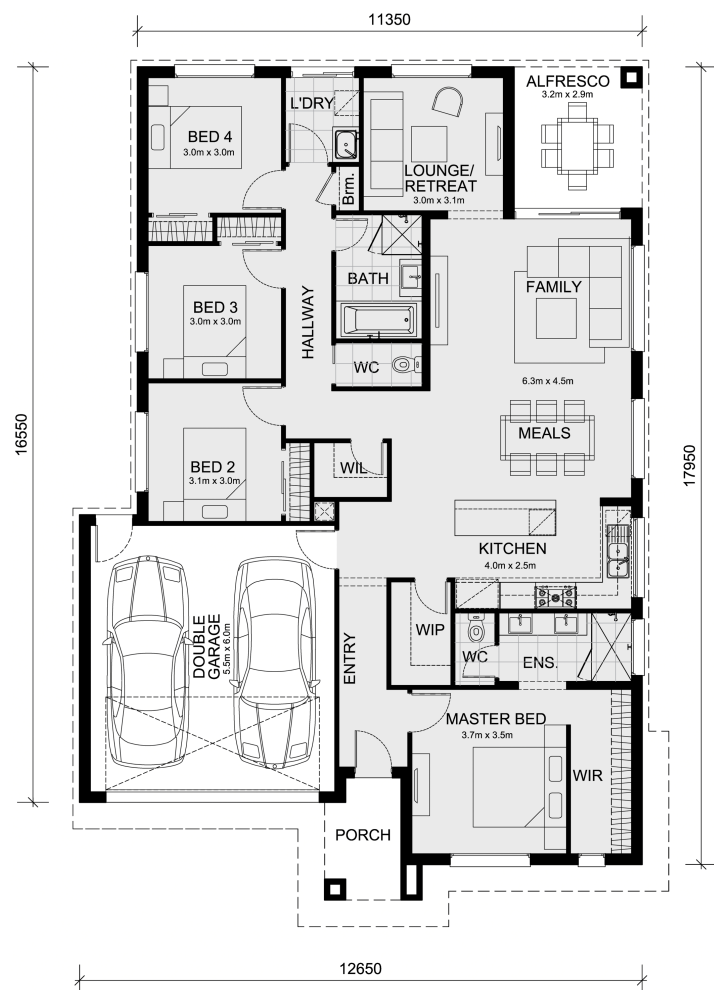 11350
ALFRESCO
3.2m x 2.9m
L'DRY
BED 4
3.0m x 3.0m
LOUNGE/
RETREAT
3.0m x 3.1m
Brm.
BATH
FAMILY
BED 3
3.0m x 3.0m
HALLWAY
WC
6.3m x 4.5m
16550
17950
MEALS
BED 2
3.1m x 3.0m
WIL
KITCHEN
4.0m x 2.5m
DOUBLE
GARAGE
5.5m x 6.0m
ENTRY
WIP
WC
ENS.
MASTER BED
3.7m x 3.5m
WIR
PORCH
12650